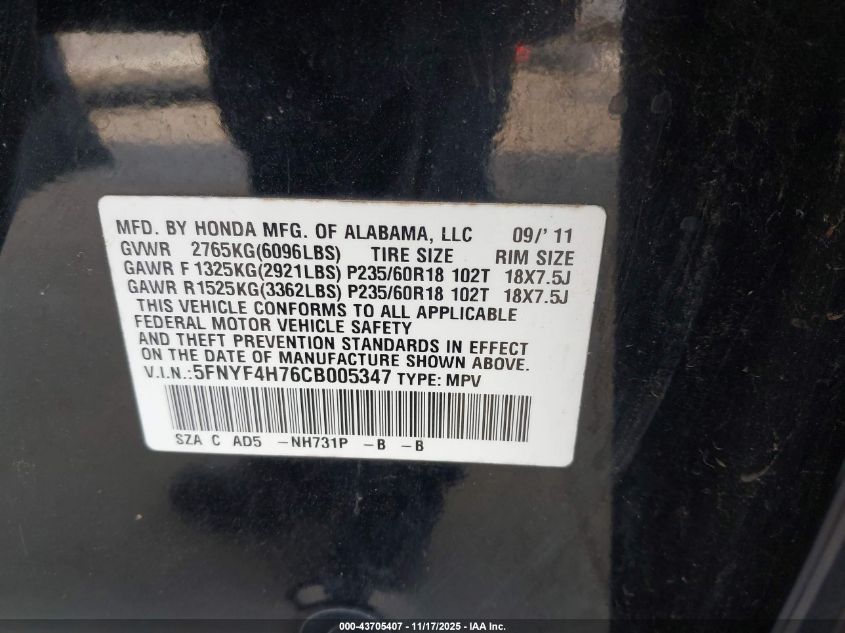 MFD. BY HONDA MFG. OF ALABAMA, LLC 09/' 11
GVWR 2765KG(6096LBS) TIRE SIZE RIM SIZE
GAWR F 1325KG(2921LBS) P235/60R18 102T 18X7.5J
GAWR R1525KG(3362LBS) P235/60R18 102T 18X7.5J
THIS VEHICLE CONFORMS TO ALL APPLICABLE
FEDERAL MOTOR VEHICLE SAFETY
AND THEFT PREVENTION STANDARDS IN EFFECT
ON THE DATE OF MANUFACTURE SHOWN ABOVE.
V.I.N.:5FNYF4H76CB005347 TYPE: MPV
SZA C AD5 -NH731P -B -B
000-43705407 - 11/17/2025 - IAA Inc.